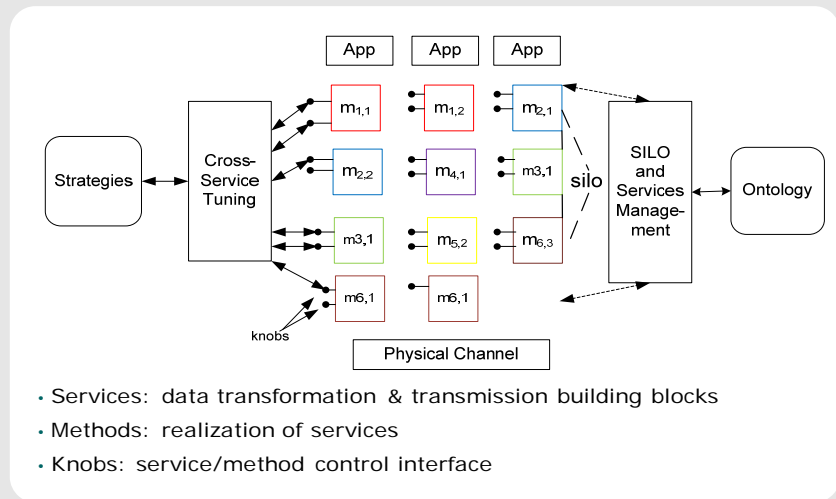 App App App
m1,1 m1,2 m2,1
Cross-
Service
Tuning
Strategies
m2,2 m4,1 m3,1
silo
SILO
and
Services
Manage-
ment
Ontology
m3,1 m5,2 m6,3
m6,1 m6,1
knobs
Physical Channel
• Services: data transformation & transmission building blocks
• Methods: realization of services
• Knobs: service/method control interface